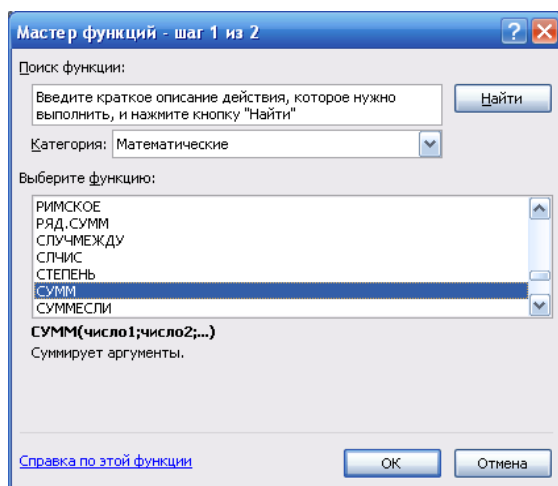 Мастер функций - шаг 1 из 2
Поиск функции:
Введите краткое описание действия, которое нужно
выполнить, и нажмите кнопку "Найти"
Найти
Категория: Математические
Выберите функцию:
РИМСКОЕ
РЯД.СУММ
СЛУЧМЕЖДУ
СЛЧИС
СТЕПЕНЬ
СУММ
СУММЕСЛИ
СУММ(число1;число2;...)
Суммирует аргументы.
Справка по этой функции
ОК
Отмена